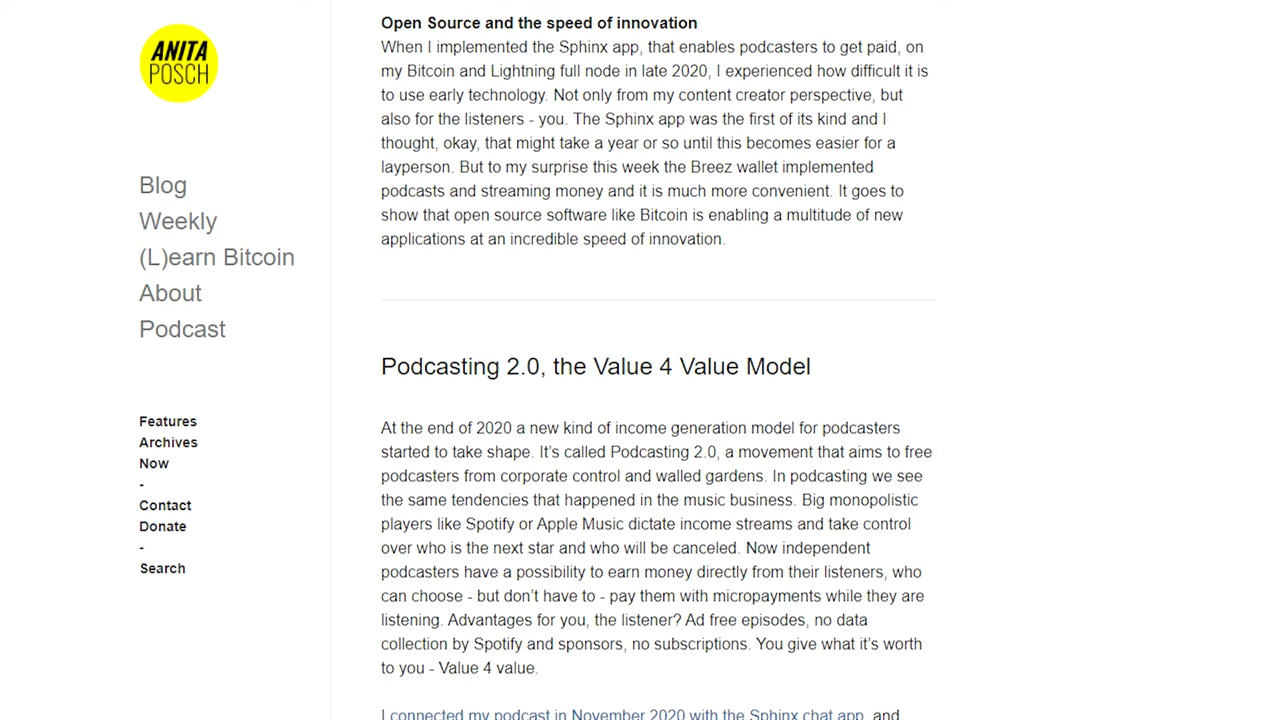 ANITA
POSCH
Blog
Weekly
(L)earn Bitcoin
About
Podcast
Features
Archives
Now
-
Contact
Donate
-
Search
Open Source and the speed of innovation
When I implemented the Sphinx app, that enables podcasters to get paid, on
my Bitcoin and Lightning full node in late 2020, I experienced how difficult it is
to use early technology. Not only from my content creator perspective, but
also for the listeners - you. The Sphinx app was the first of its kind and I
thought, okay, that might take a year or so until this becomes easier for a
layperson. But to my surprise this week the Breez wallet implemented
podcasts and streaming money and it is much more convenient. It goes to
show that open source software like Bitcoin is enabling a multitude of new
applications at an incredible speed of innovation.
Podcasting 2.0, the Value 4 Value Model
At the end of 2020 a new kind of income generation model for podcasters
started to take shape. It’s called Podcasting 2.0, a movement that aims to free
podcasters from corporate control and walled gardens. In podcasting we see
the same tendencies that happened in the music business. Big monopolistic
players like Spotify or Apple Music dictate income streams and take control
over who is the next star and who will be canceled. Now independent
podcasters have a possibility to earn money directly from their listeners, who
can choose - but don’t have to - pay them with micropayments while they are
listening. Advantages for you, the listener? Ad free episodes, no data
collection by Spotify and sponsors, no subscriptions. You give what it’s worth
to you - Value 4 value.
I connected my podcast in November 2020 with the Sphinx chat app, and